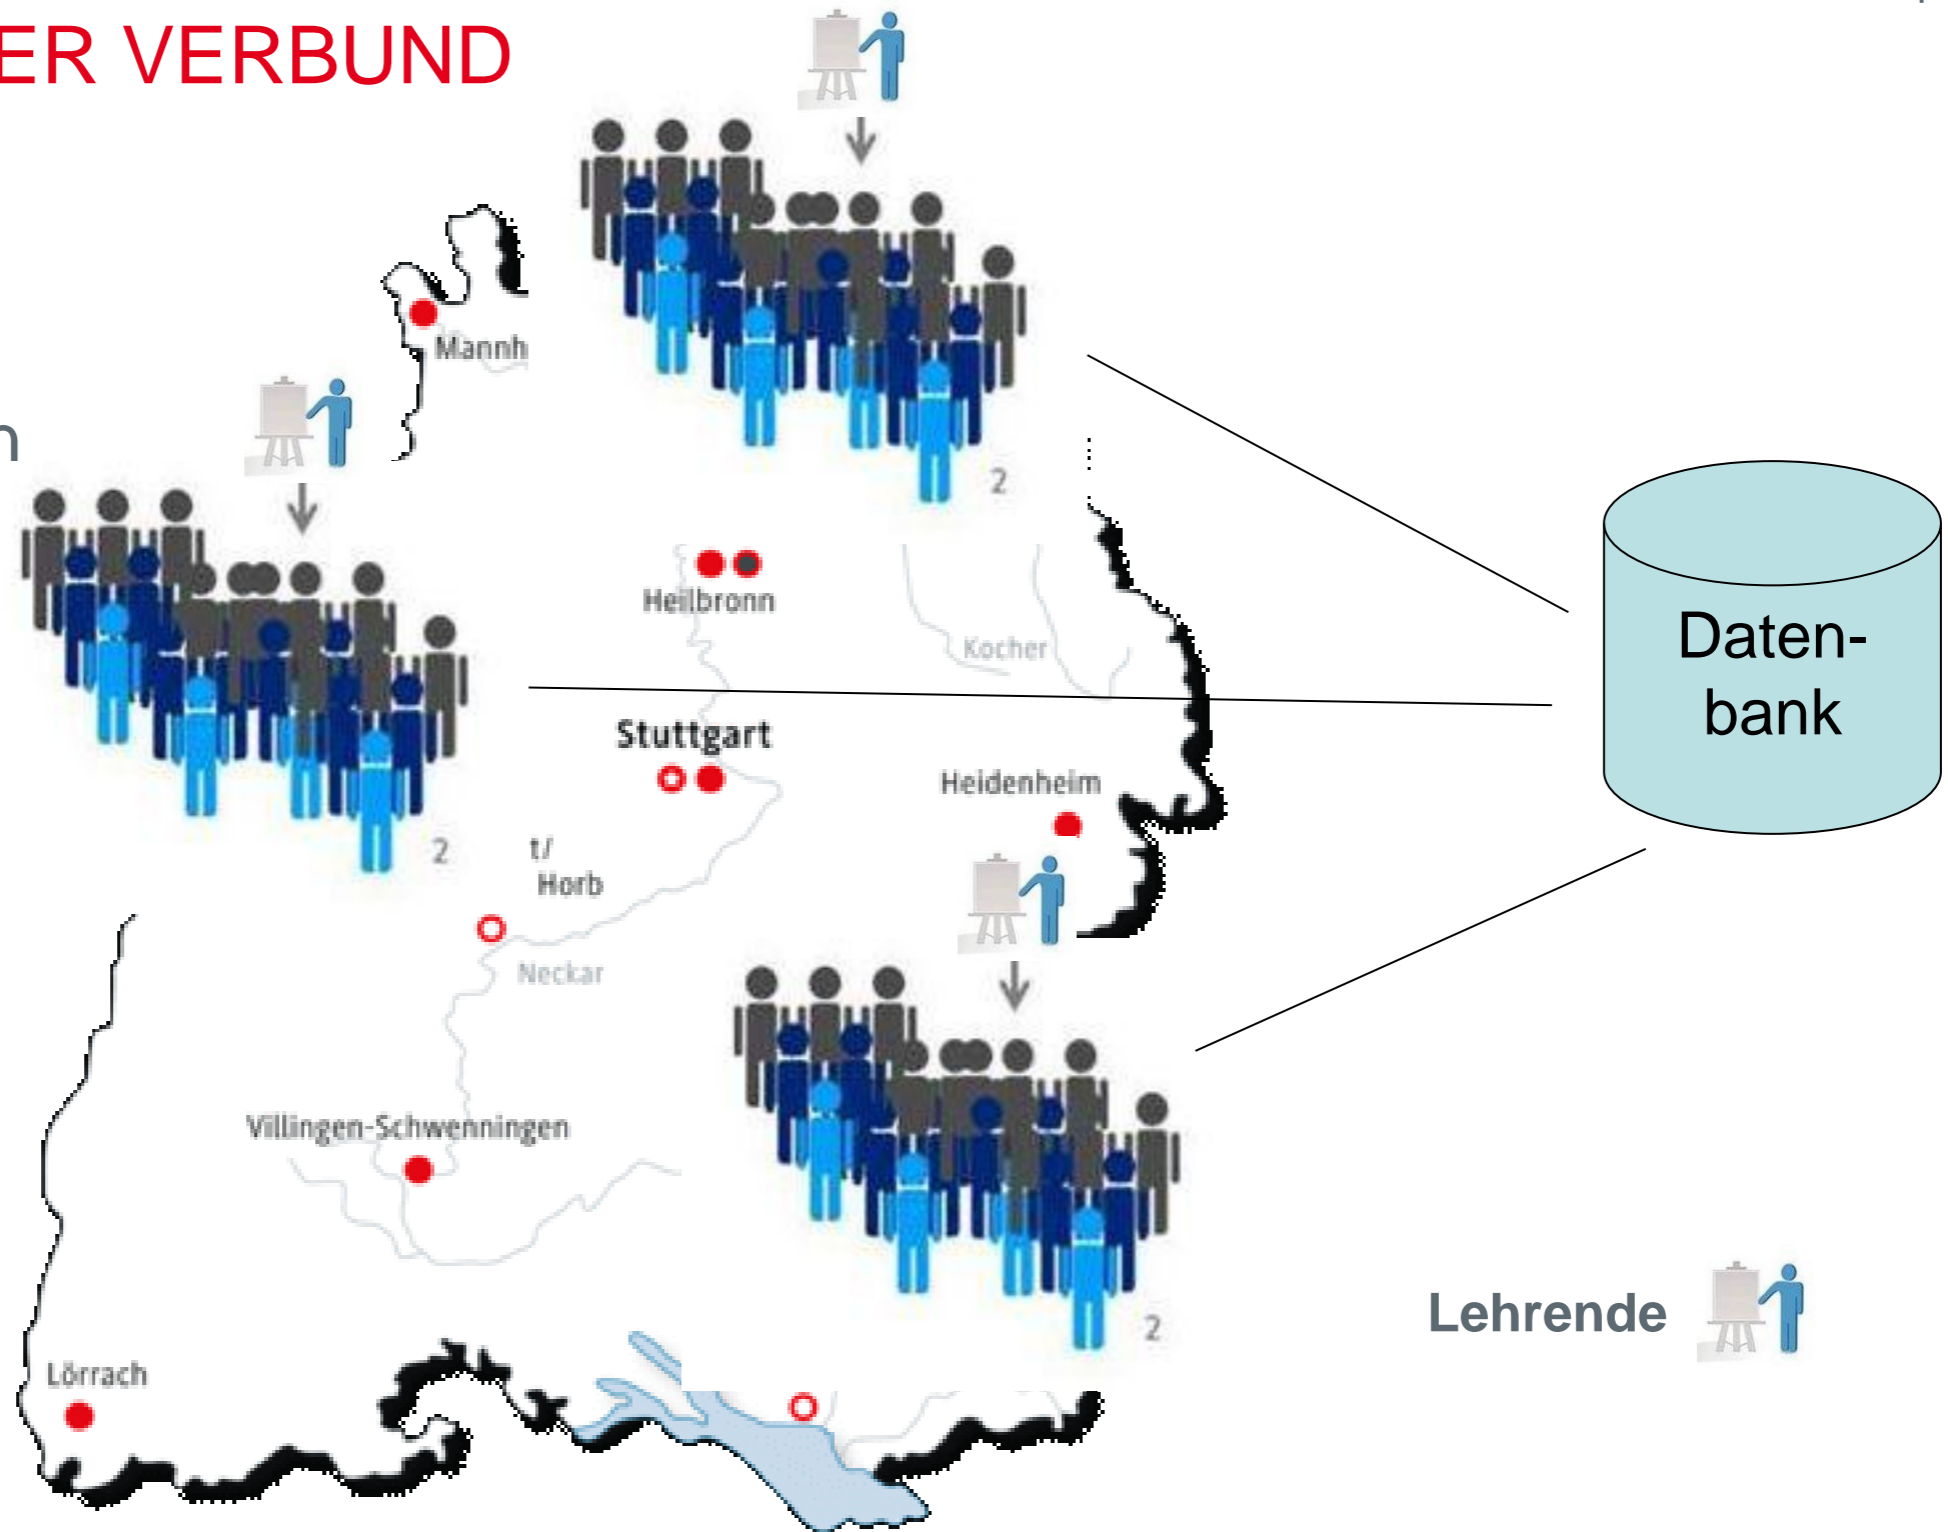 ER VERBUND
Mannh
n
2
Heilbronn
Kocher
Daten-
bank
Stuttgart
Heidenheim
2
t/
Horb
Neckar
Villingen-Schwenningen
Lehrende
2
Lörrach